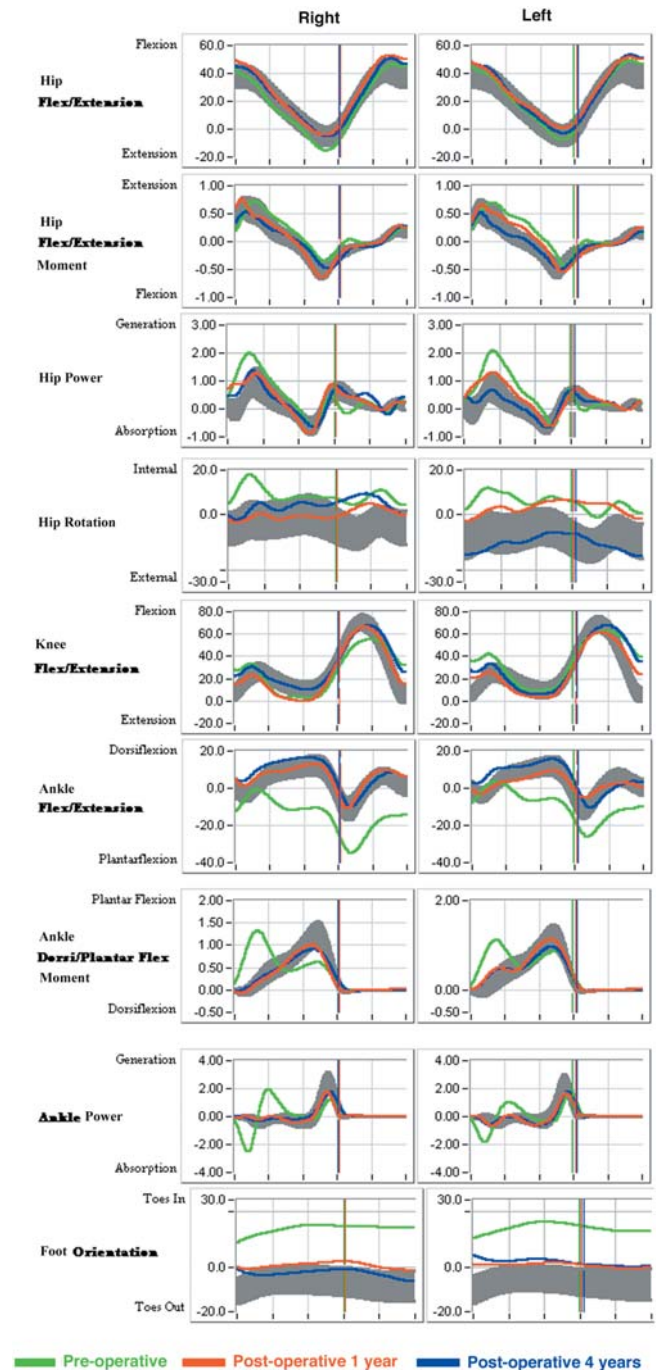 Right Left
Flexion
60.0 60.0
40.0 40.0
Hip
Flex/Extension
20.0 20.0
0.0 0.0
Extension
-20.0 -20.0
Extension
1.00 1.00
0.50 0.50
Hip
Flex/Extension
0.00 0.00
Moment
-0.50 -0.50
Flexion
-1.00 -1.00
Generation
3.00 3.00
2.00 2.00
Hip Power
1.00 1.00
0.00 0.00
Absorption
-1.00 -1.00
Internal
20.0 20.0
0.0 0.0
Hip Rotation
External
-30.0 -30.0
Flexion
80.0 80.0
60.0 60.0
Knee
40.0 40.0
Flex/Extension
20.0 20.0
0.0 0.0
Extension
-20.0 -20.0
Dorsiflexion
20.0 20.0
0.0 0.0
Ankle
Flex/Extension
-20.0 -20.0
Plantarflexion
-40.0 -40.0
Plantar Flexion
2.00 2.00
1.50
Ankle
1.00
Dorsi/Plantar Flex
0.50
Moment
0.00 0.00
Dorsiflexion
-0.50 -0.50
Generation
4.00 4.00
2.00 2.00
Ankle Power
0.00 0.00
-2.00 -2.00
Absorption
-4.00 -4.00
Toes In
30.0 30.0
Foot Orientation
0.0 0.0
Toes Out
-20.0 -20.0
Pre-operative Post-operative 1 year Post-operative 4 years